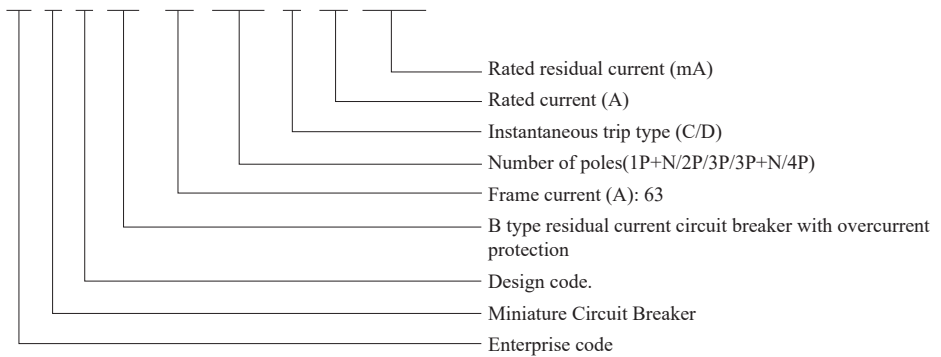 Rated residual current (mA)
Rated current (A)
Instantaneous trip type (C/D)
Number of poles(1P+N/2P/3P/3P+N/4P)
Frame current (A): 63
B type residual current circuit breaker with overcurrent
protection
Design code.
Miniature Circuit Breaker
Enterprise code